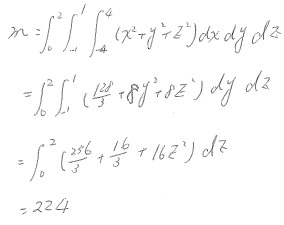 m = ∫₀² ∫₋₁¹ ∫₋₄⁴ (x² + y² + z²) dx dy dz
= ∫₀² ∫₋₁¹ (128/3 + 8y² + 8z²) dy dz
= ∫₀² (256/3 + 16/3 + 16z²) dz
= 224